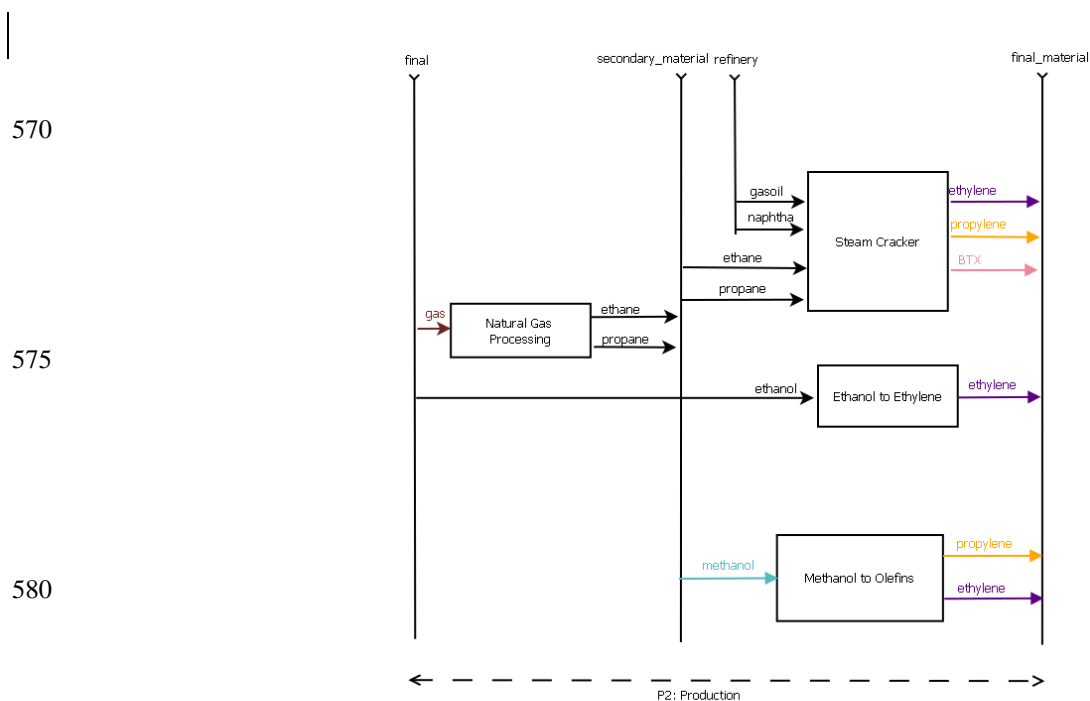 final
secondary_material
refinery
final_material
570
gasoil
ethylene
naphtha
propylene
Steam Cracker
ethane
BTX
propane
gas
ethane
Natural Gas
Processing
propane
575
ethanol
ethylene
Ethanol to Ethylene
propylene
methanol
Methanol to Olefins
580
ethylene
P2: Production